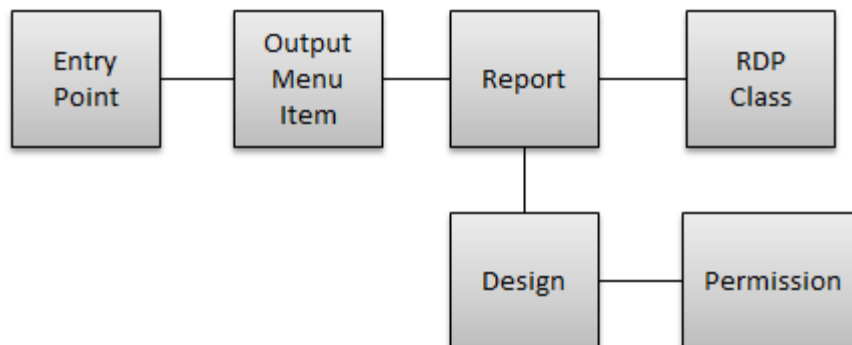 Entry
Point
Output
Menu
Item
Report
RDP
Class
Design
Permission